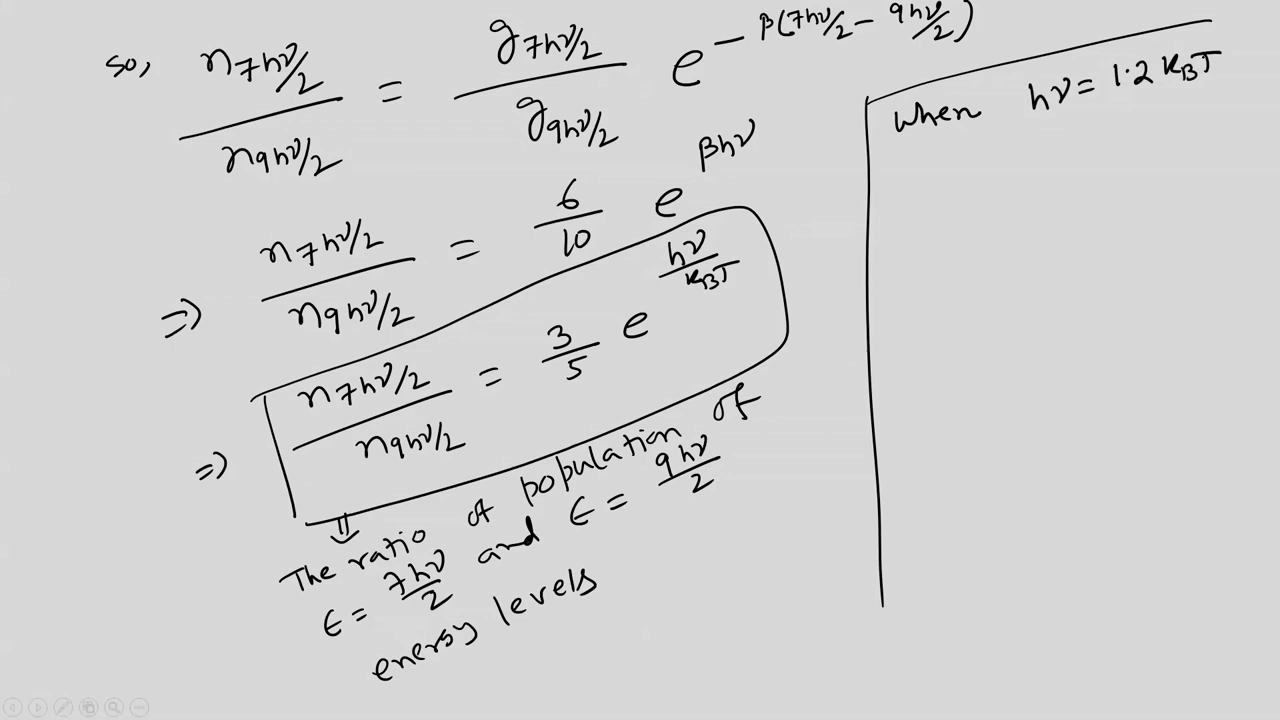 so, n7hν/2 / n9hν/2 = g7hν/2 / g9hν/2 e^-β(7hν/2 - 9hν/2)
⇒ n7hν/2 / n9hν/2 = 6/10 e^βhν
⇒ n7hν/2 / n9hν/2 = 3/5 e^hν/kBT
⇓
The ratio of population of
ϵ = 7hν/2 and ϵ = 9hν/2
energy levels
When hν = 1.2 kBT